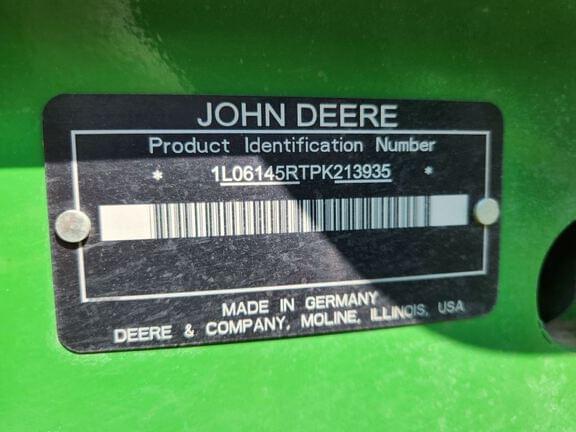 JOHN DEERE
Product Identification Number
* 1L06145RTPK213935 *
MADE IN GERMANY
DEERE & COMPANY, MOLINE, ILLINOIS, USA